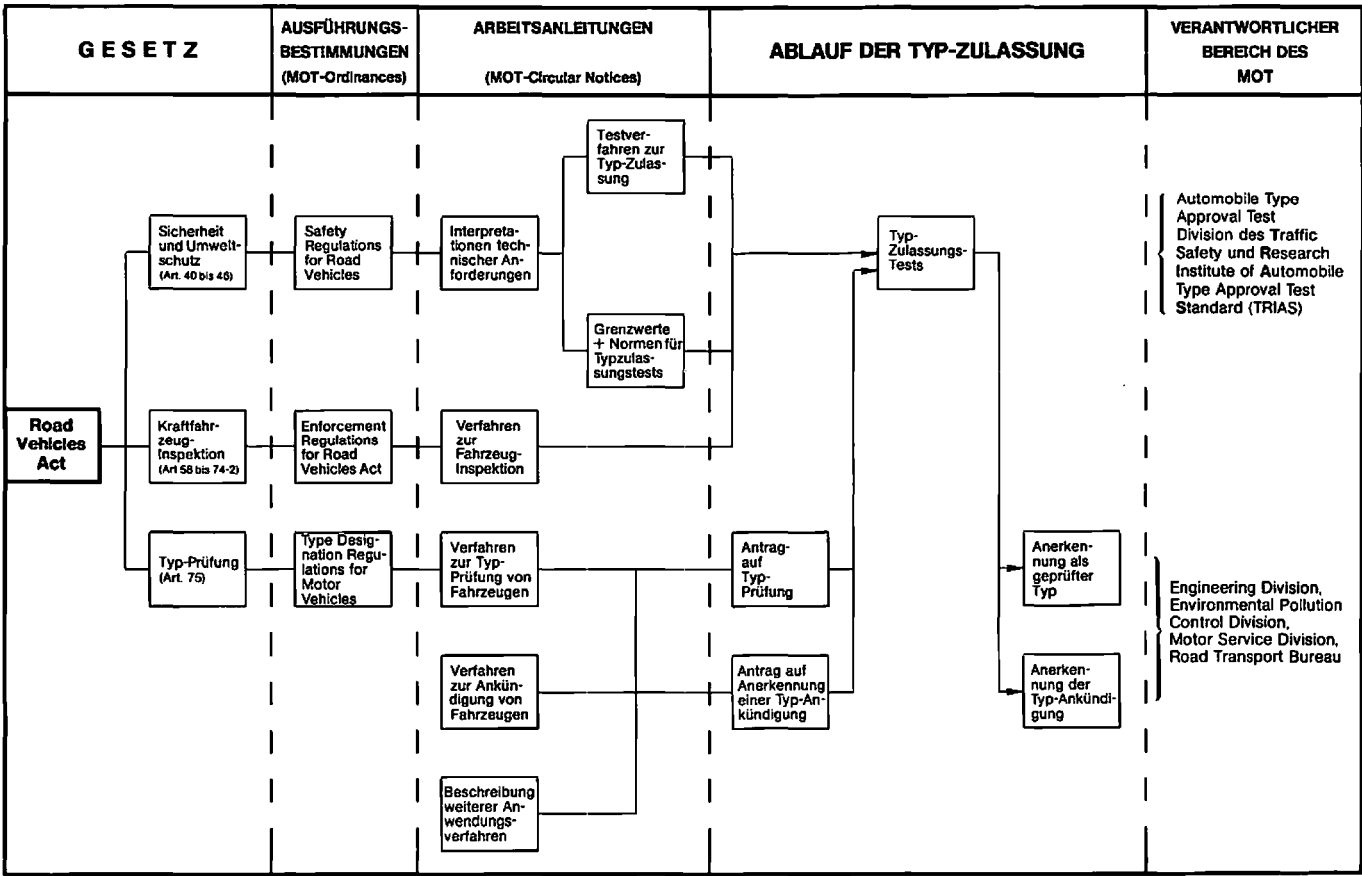 GESETZ
AUSFÜHRUNGS-
BESTIMMUNGEN
(MOT-Ordinances)
ARBEITSANLEITUNGEN
(MOT-Circular Notices)
ABLAUF DER TYP-ZULASSUNG
VERANTWORTLICHER
BEREICH DES
MOT
Testver-
fahren zur
Typ-Zulas-
sung
Sicherheit
und Umwelt-
schutz
(Art. 40 bis 46)
Safety
Regulations
for Road
Vehicles
Interpreta-
tionen tech-
nischer An-
forderungen
Typ-
Zulassungs-
Tests
Automobile Type
Approval Test
Division des Traffic
Safety und Research
Institute of Automobile
Type Approval Test
Standard (TRIAS)
Grenzwerte
+ Normen für
Typzulas-
sungstests
Road
Vehicles
Act
Kraftfahr-
zeug-
Inspektion
(Art 58 bis 74-2)
Enforcement
Regulations
for Road
Vehicles Act
Verfahren
zur
Fahrzeug-
Inspektion
Typ-Prüfung
(Art. 75)
Type Desig-
nation Regu-
lations for
Motor
Vehicles
Verfahren
zur Typ-
Prüfung von
Fahrzeugen
Antrag-
auf
Typ-
Prüfung
Anerken-
nung als
geprüfter
Typ
Engineering Division,
Environmental Pollution
Control Division,
Motor Service Division,
Road Transport Bureau
Verfahren
zur Ankün-
digung von
Fahrzeugen
Antrag auf
Anerkennung
einer Typ-An-
kündigung
Anerken-
nung der
Typ-Ankündi-
gung
Beschreibung
weiterer An-
wendungs-
verfahren